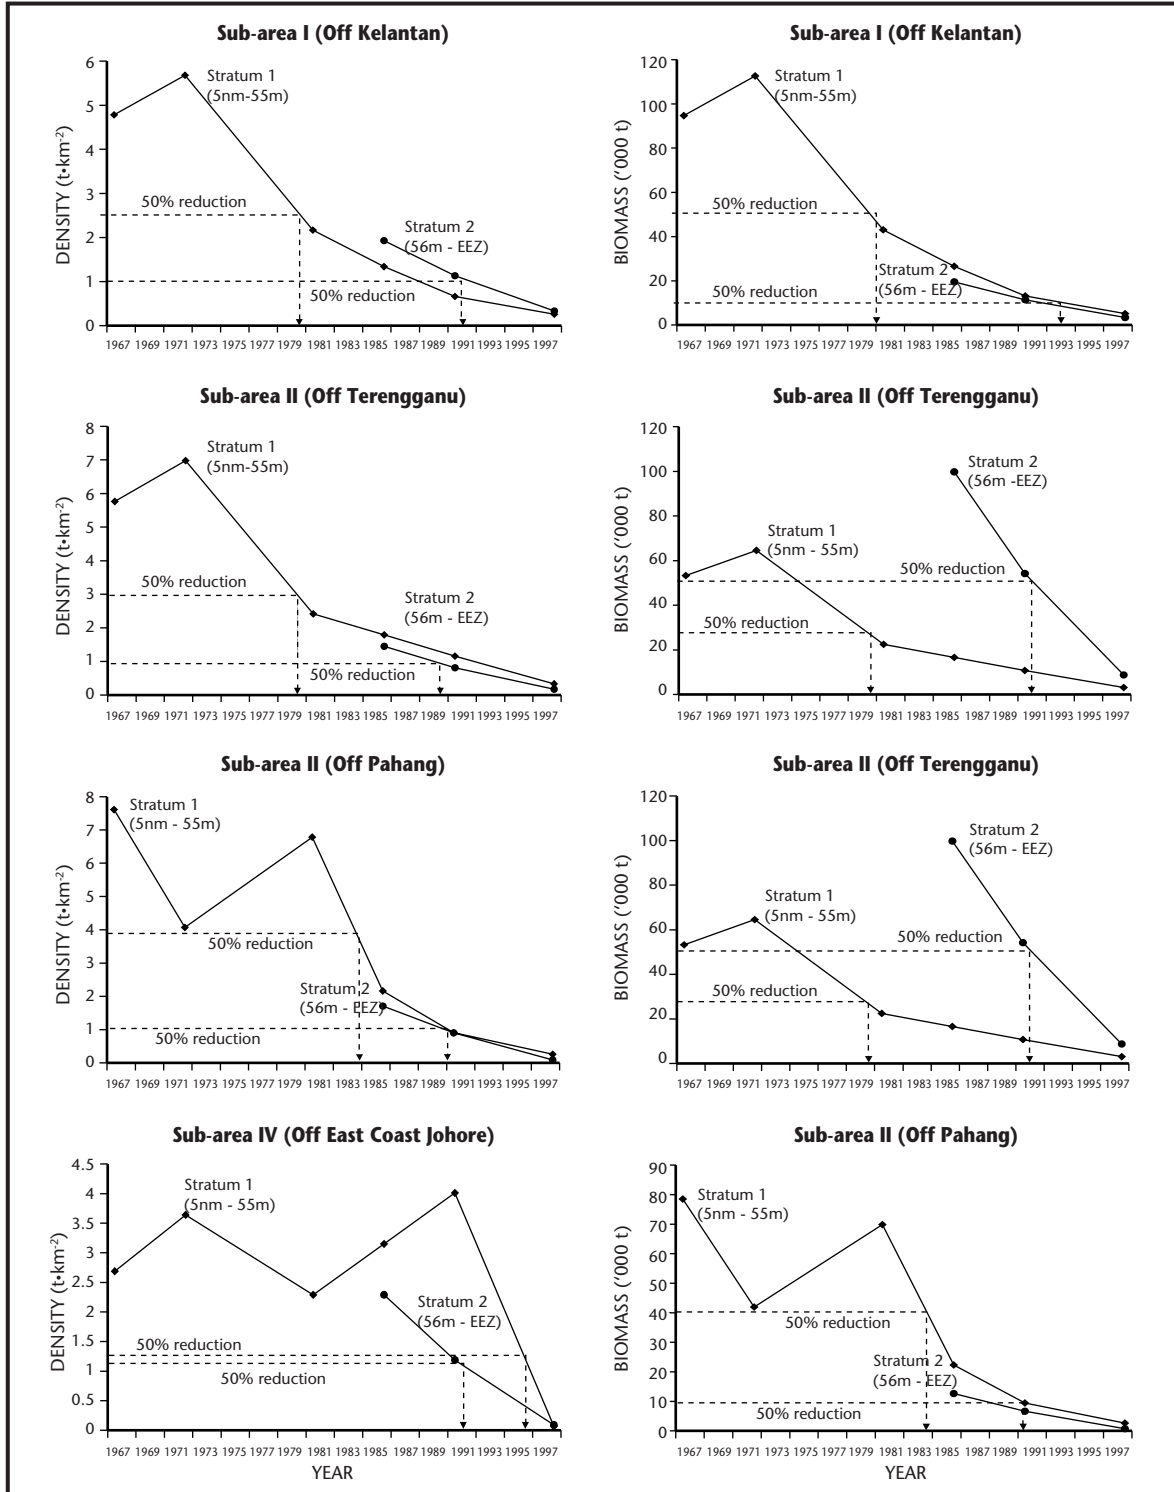 Sub-area I (Off Kelantan)
DENSITY (t•km-2)
6
5
4
3
2
1
0
Stratum 1
(5nm-55m)
50% reduction
Stratum 2
(56m - EEZ)
50% reduction
1967 1969 1971 1973 1975 1977 1979 1981 1983 1985 1987 1989 1991 1993 1995 1997
Sub-area I (Off Kelantan)
BIOMASS ('000 t)
120
100
80
60
40
20
0
Stratum 1
(5nm-55m)
50% reduction
Stratum 2
(56m - EEZ)
50% reduction
1967 1969 1971 1973 1975 1977 1979 1981 1983 1985 1987 1989 1991 1993 1995 1997
Sub-area II (Off Terengganu)
DENSITY (t•km-2)
8
7
6
5
4
3
2
1
0
Stratum 1
(5nm-55m)
50% reduction
Stratum 2
(56m - EEZ)
50% reduction
1967 1969 1971 1973 1975 1977 1979 1981 1983 1985 1987 1989 1991 1993 1995 1997
Sub-area II (Off Terengganu)
BIOMASS ('000 t)
120
100
80
60
40
20
0
Stratum 2
(56m -EEZ)
Stratum 1
(5nm - 55m)
50% reduction
50% reduction
1967 1969 1971 1973 1975 1977 1979 1981 1983 1985 1987 1989 1991 1993 1995 1997
Sub-area II (Off Pahang)
DENSITY (t•km-2)
8
7
6
5
4
3
2
1
0
Stratum 1
(5nm - 55m)
50% reduction
Stratum 2
(56m - EEZ)
50% reduction
1967 1969 1971 1973 1975 1977 1979 1981 1983 1985 1987 1989 1991 1993 1995 1997
Sub-area II (Off Terengganu)
BIOMASS ('000 t)
120
100
80
60
40
20
0
Stratum 2
(56m - EEZ)
Stratum 1
(5nm - 55m)
50% reduction
50% reduction
1967 1969 1971 1973 1975 1977 1979 1981 1983 1985 1987 1989 1991 1993 1995 1997
Sub-area IV (Off East Coast Johore)
DENSITY (t•km-2)
4.5
4
3.5
3
2.5
2
1.5
1
0.5
0
Stratum 1
(5nm - 55m)
Stratum 2
(56m - EEZ)
50% reduction
50% reduction
1967 1969 1971 1973 1975 1977 1979 1981 1983 1985 1987 1989 1991 1993 1995 1997
YEAR
Sub-area II (Off Pahang)
BIOMASS ('000 t)
90
80
70
60
50
40
30
20
10
0
Stratum 1
(5nm - 55m)
50% reduction
Stratum 2
(56m - EEZ)
50% reduction
1967 1969 1971 1973 1975 1977 1979 1981 1983 1985 1987 1989 1991 1993 1995 1997
YEAR